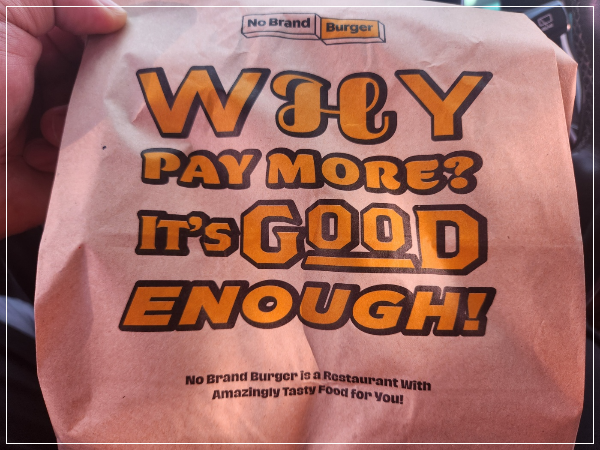 No Brand Burger
WHY
PAY MORE?
IT'S GOOD
ENOUGH!
No Brand Burger is a Restaurant With
Amazingly Tasty Food for You!